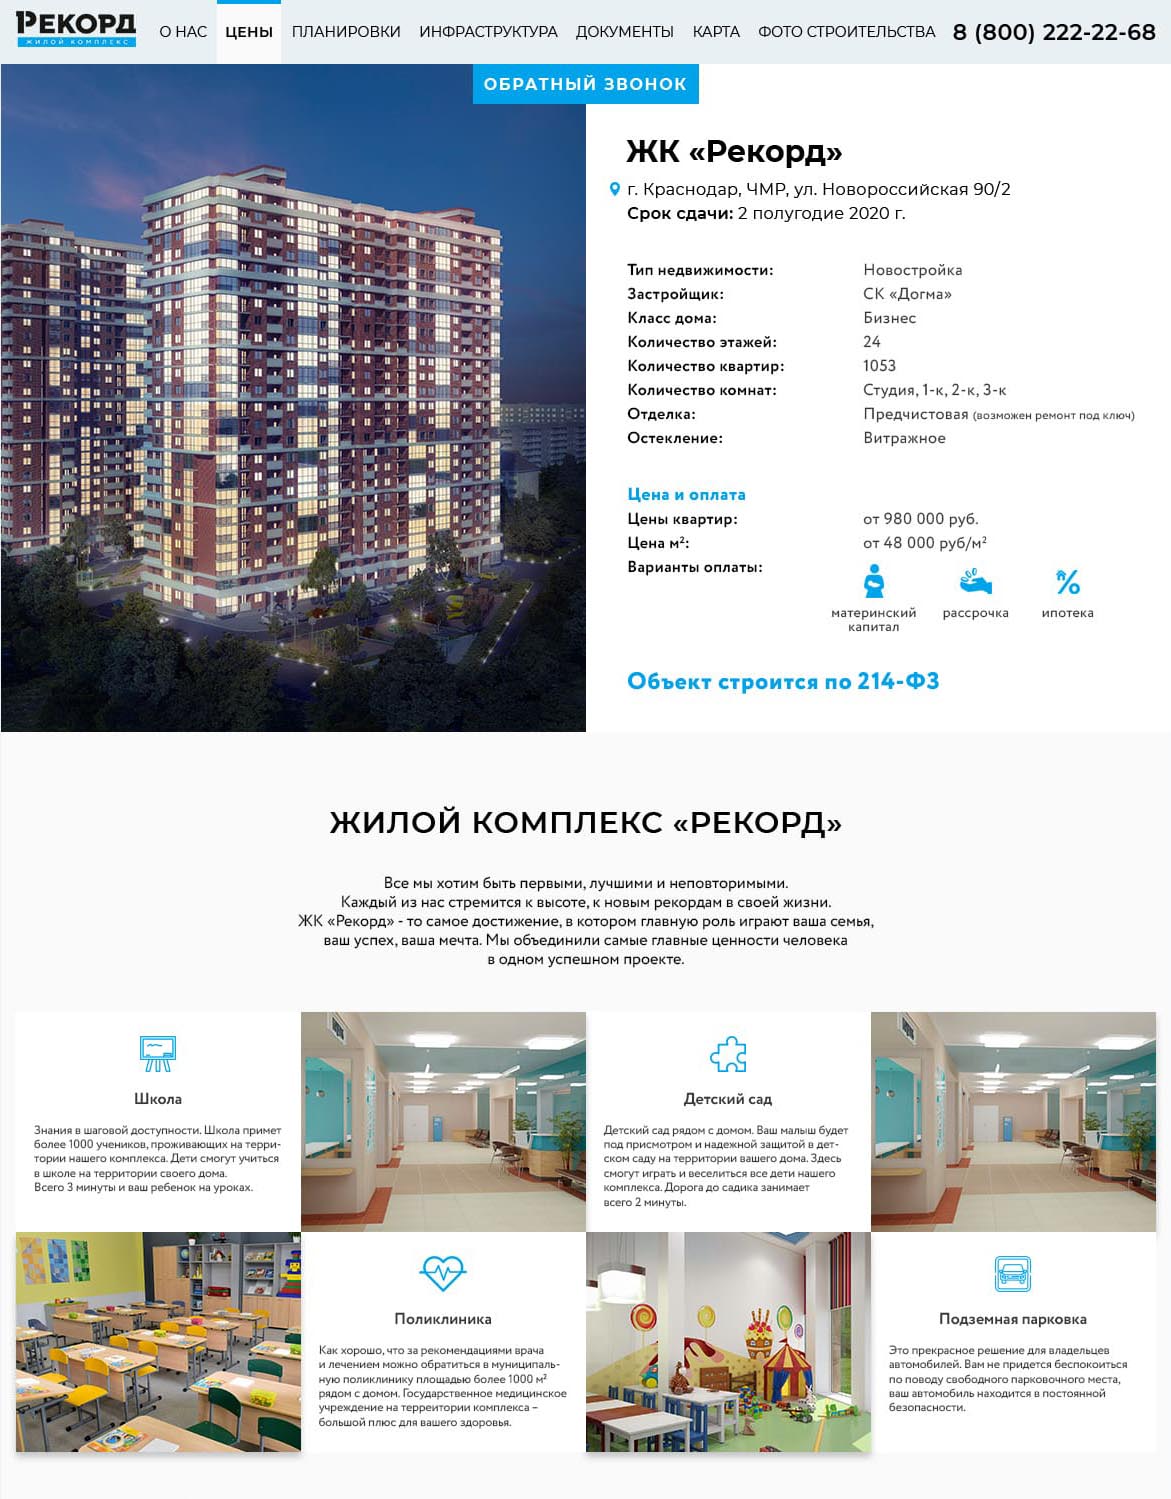 РЕКОРД
ЖИЛОЙ КОМПЛЕКС
О НАС
ЦЕНЫ
ПЛАНИРОВКИ
ИНФРАСТРУКТУРА
ДОКУМЕНТЫ
КАРТА
ФОТО СТРОИТЕЛЬСТВА
8 (800) 222-22-68
ОБРАТНЫЙ ЗВОНОК
ЖК «Рекорд»
г. Краснодар, ЧМР, ул. Новороссийская 90/2
Срок сдачи: 2 полугодие 2020 г.
Тип недвижимости: Новостройка
Застройщик: СК «Догма»
Класс дома: Бизнес
Количество этажей: 24
Количество квартир: 1053
Количество комнат: Студия, 1-к, 2-к, 3-к
Отделка: Предчистовая (возможен ремонт под ключ)
Остекление: Витражное
Цена и оплата
Цены квартир: от 980 000 руб.
Цена м²: от 48 000 руб/м²
Варианты оплаты:
материнский
капитал
рассрочка
ипотека
Объект строится по 214-ФЗ
ЖИЛОЙ КОМПЛЕКС «РЕКОРД»
Все мы хотим быть первыми, лучшими и неповторимыми.
Каждый из нас стремится к высоте, к новым рекордам в своей жизни.
ЖК «Рекорд» - то самое достижение, в котором главную роль играют ваша семья,
ваш успех, ваша мечта. Мы объединили самые главные ценности человека
в одном успешном проекте.
Школа
Знания в шаговой доступности. Школа примет
более 1000 учеников, проживающих на терри-
тории нашего комплекса. Дети смогут учиться
в школе на территории своего дома.
Всего 3 минуты и ваш ребенок на уроках.
Детский сад
Детский сад рядом с домом. Ваш малыш будет
под присмотром и надежной защитой в дет-
ском саду на территории вашего дома. Здесь
смогут играть и веселиться все дети нашего
комплекса. Дорога до садика занимает
всего 2 минуты.
Поликлиника
Как хорошо, что за рекомендациями врача
и лечением можно обратиться в муниципаль-
ную поликлинику площадью более 1000 м²
рядом с домом. Государственное медицинское
учреждение на терреитории комплекса –
большой плюс для вашего здоровья.
Подземная парковка
Это прекрасное решение для владельцев
автомобилей. Вам не придется беспокоиться
по поводу свободного парковочного места,
ваш автомобиль находится в постоянной
безопасности.